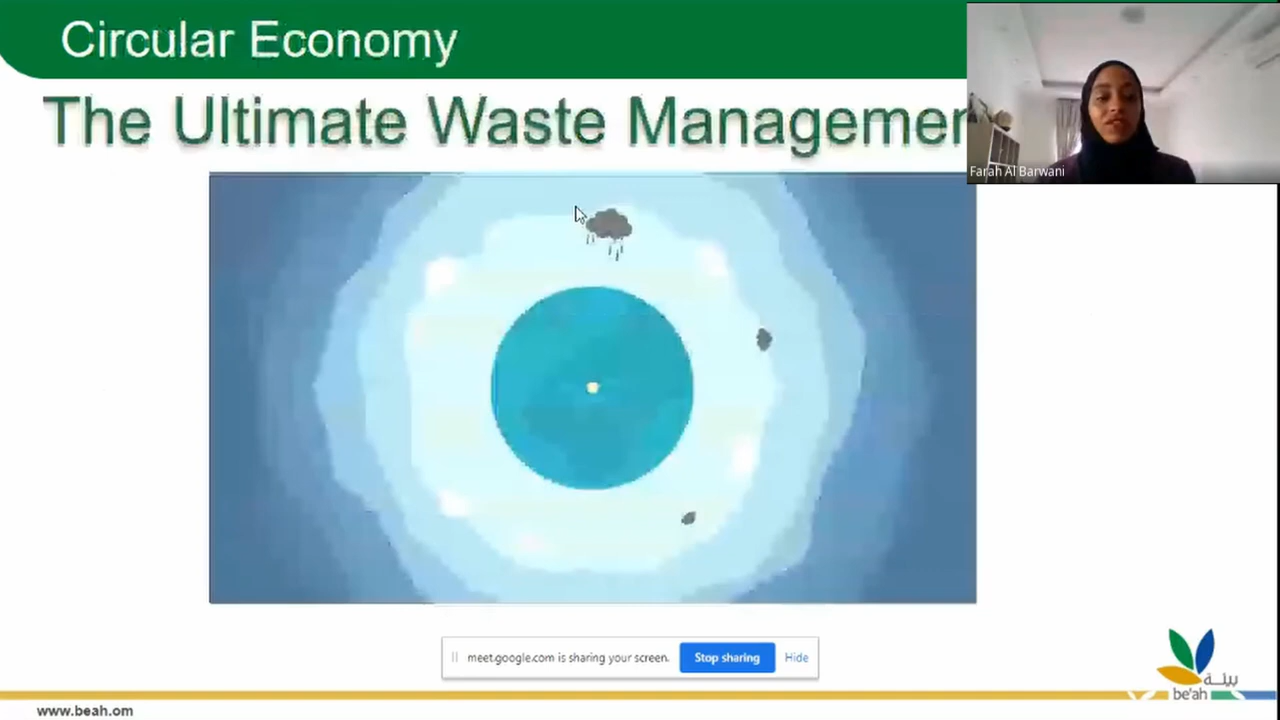 Circular Economy
The Ultimate Waste Managemen
Farah Al Barwani
meet.google.com is sharing your screen.
Stop sharing
Hide
بيئة
be'ah
www.beah.om